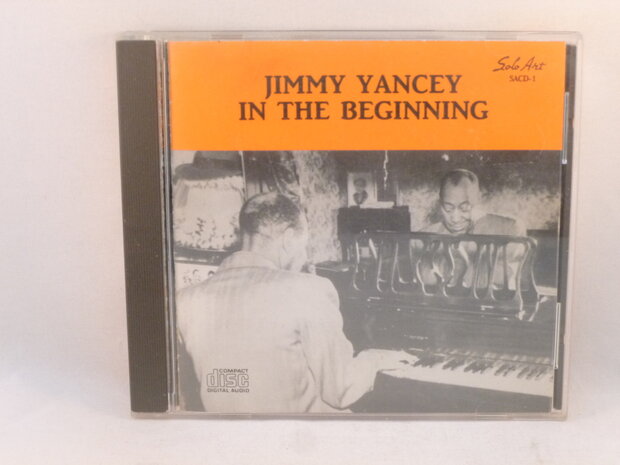 Solo Art
SACD-1
JIMMY YANCEY
IN THE BEGINNING
COMPACT
disc
DIGITAL AUDIO